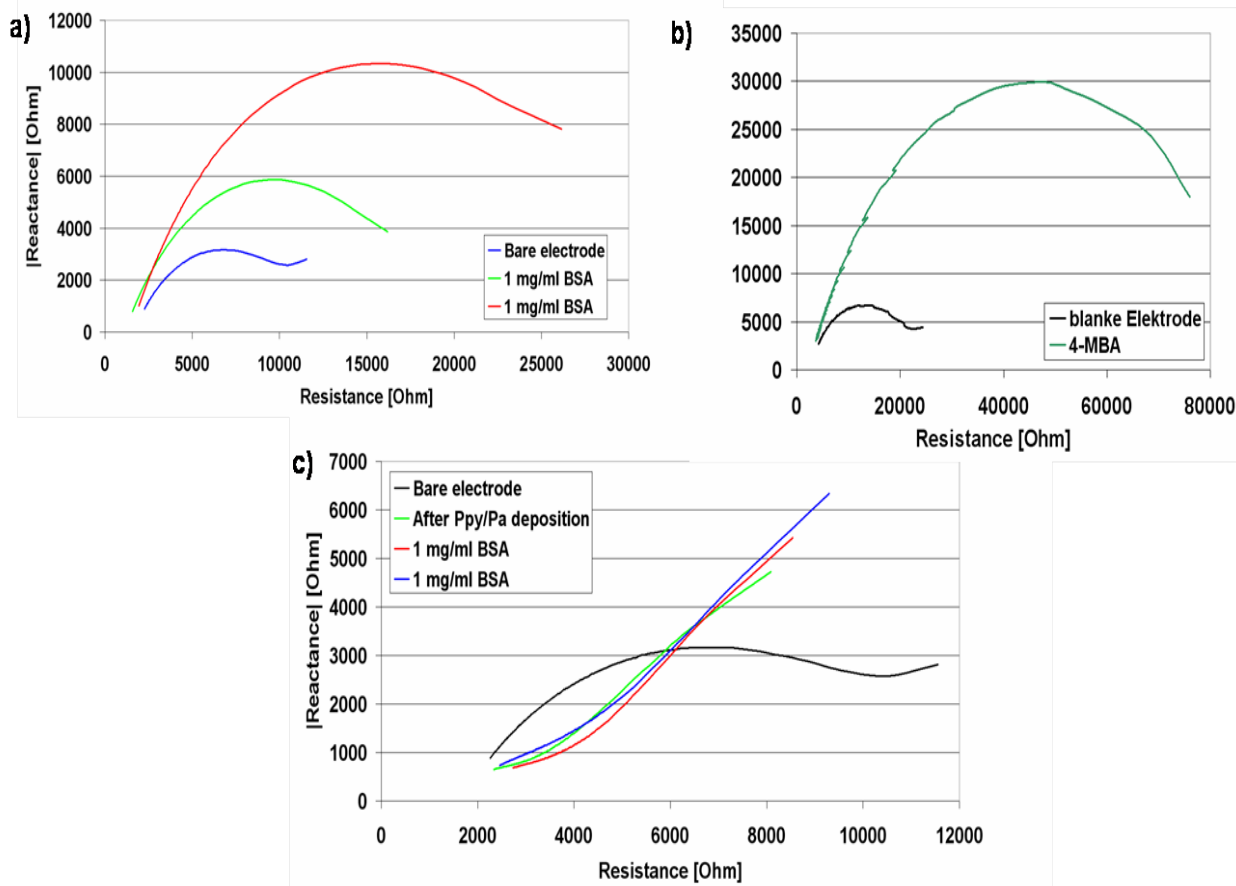 a)
12000
10000
8000
6000
4000
2000
0
|Reactance| [Ohm]
Bare electrode
1 mg/ml BSA
1 mg/ml BSA
0 5000 10000 15000 20000 25000 30000
Resistance [Ohm]
b)
35000
30000
25000
20000
15000
10000
5000
0
blanke Elektrode
4-MBA
0 20000 40000 60000 80000
Resistance [Ohm]
c)
7000
6000
5000
4000
3000
2000
1000
0
|Reactance| [Ohm]
Bare electrode
After Ppy/Pa deposition
1 mg/ml BSA
1 mg/ml BSA
0 2000 4000 6000 8000 10000 12000
Resistance [Ohm]